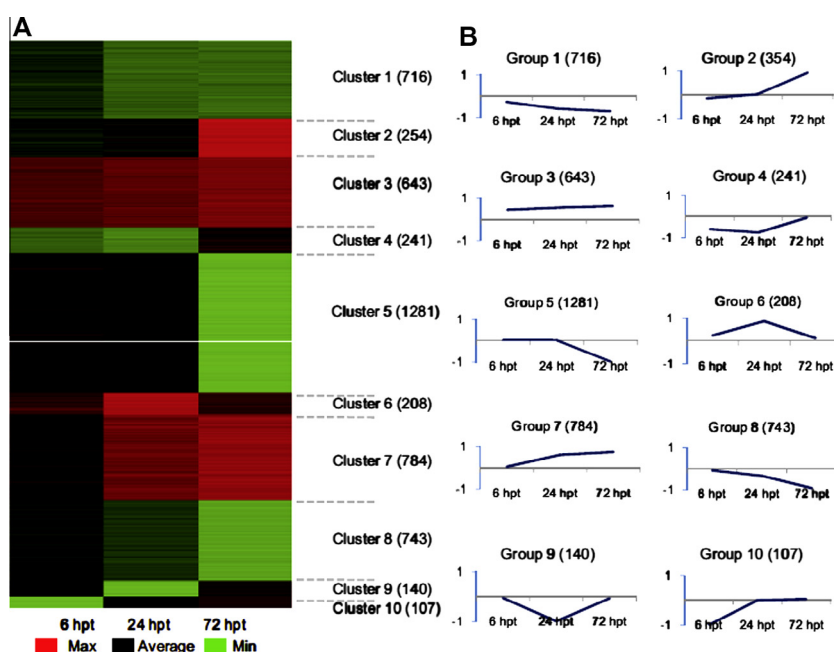 A
Cluster 1 (716)
Cluster 2 (254)
Cluster 3 (643)
Cluster 4 (241)
Cluster 5 (1281)
Cluster 6 (208)
Cluster 7 (784)
Cluster 8 (743)
Cluster 9 (140)
Cluster 10 (107)
6 hpt 24 hpt 72 hpt
Max Average Min
B
Group 1 (716)
1
-1
6 hpt 24 hpt 72 hpt
Group 2 (354)
1
-1
6 hpt 24 hpt 72 hpt
Group 3 (643)
1
-1
6 hpt 24 hpt 72 hpt
Group 4 (241)
1
-1
6 hpt 24 hpt 72 hpt
Group 5 (1281)
1
-1
6 hpt 24 hpt 72 hpt
Group 6 (208)
1
-1
6 hpt 24 hpt 72 hpt
Group 7 (784)
1
-1
6 hpt 24 hpt 72 hpt
Group 8 (743)
1
-1
6 hpt 24 hpt 72 hpt
Group 9 (140)
1
-1
6 hpt 24 hpt 72 hpt
Group 10 (107)
1
-1
6 hpt 24 hpt 72 hpt